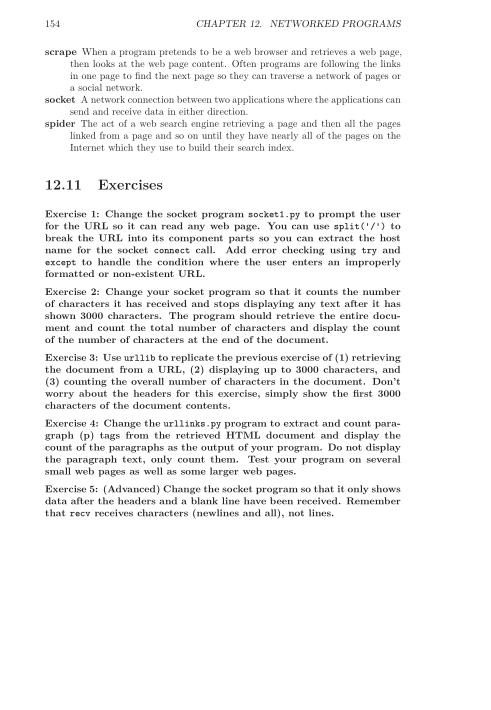 154 CHAPTER 12. NETWORKED PROGRAMS
scrape When a program pretends to be a web browser and retrieves a web page,
then looks at the web page content. Often programs are following the links
in one page to find the next page so they can traverse a network of pages or
a social network.
socket A network connection between two applications where the applications can
send and receive data in either direction.
spider The act of a web search engine retrieving a page and then all the pages
linked from a page and so on until they have nearly all of the pages on the
Internet which they use to build their search index.
12.11 Exercises
Exercise 1: Change the socket program socket1.py to prompt the user
for the URL so it can read any web page. You can use split('/') to
break the URL into its component parts so you can extract the host
name for the socket connect call. Add error checking using try and
except to handle the condition where the user enters an improperly
formatted or non-existent URL.
Exercise 2: Change your socket program so that it counts the number
of characters it has received and stops displaying any text after it has
shown 3000 characters. The program should retrieve the entire docu-
ment and count the total number of characters and display the count
of the number of characters at the end of the document.
Exercise 3: Use urllib to replicate the previous exercise of (1) retrieving
the document from a URL, (2) displaying up to 3000 characters, and
(3) counting the overall number of characters in the document. Don't
worry about the headers for this exercise, simply show the first 3000
characters of the document contents.
Exercise 4: Change the urllinks.py program to extract and count para-
graph (p) tags from the retrieved HTML document and display the
count of the paragraphs as the output of your program. Do not display
the paragraph text, only count them. Test your program on several
small web pages as well as some larger web pages.
Exercise 5: (Advanced) Change the socket program so that it only shows
data after the headers and a blank line have been received. Remember
that recv receives characters (newlines and all), not lines.